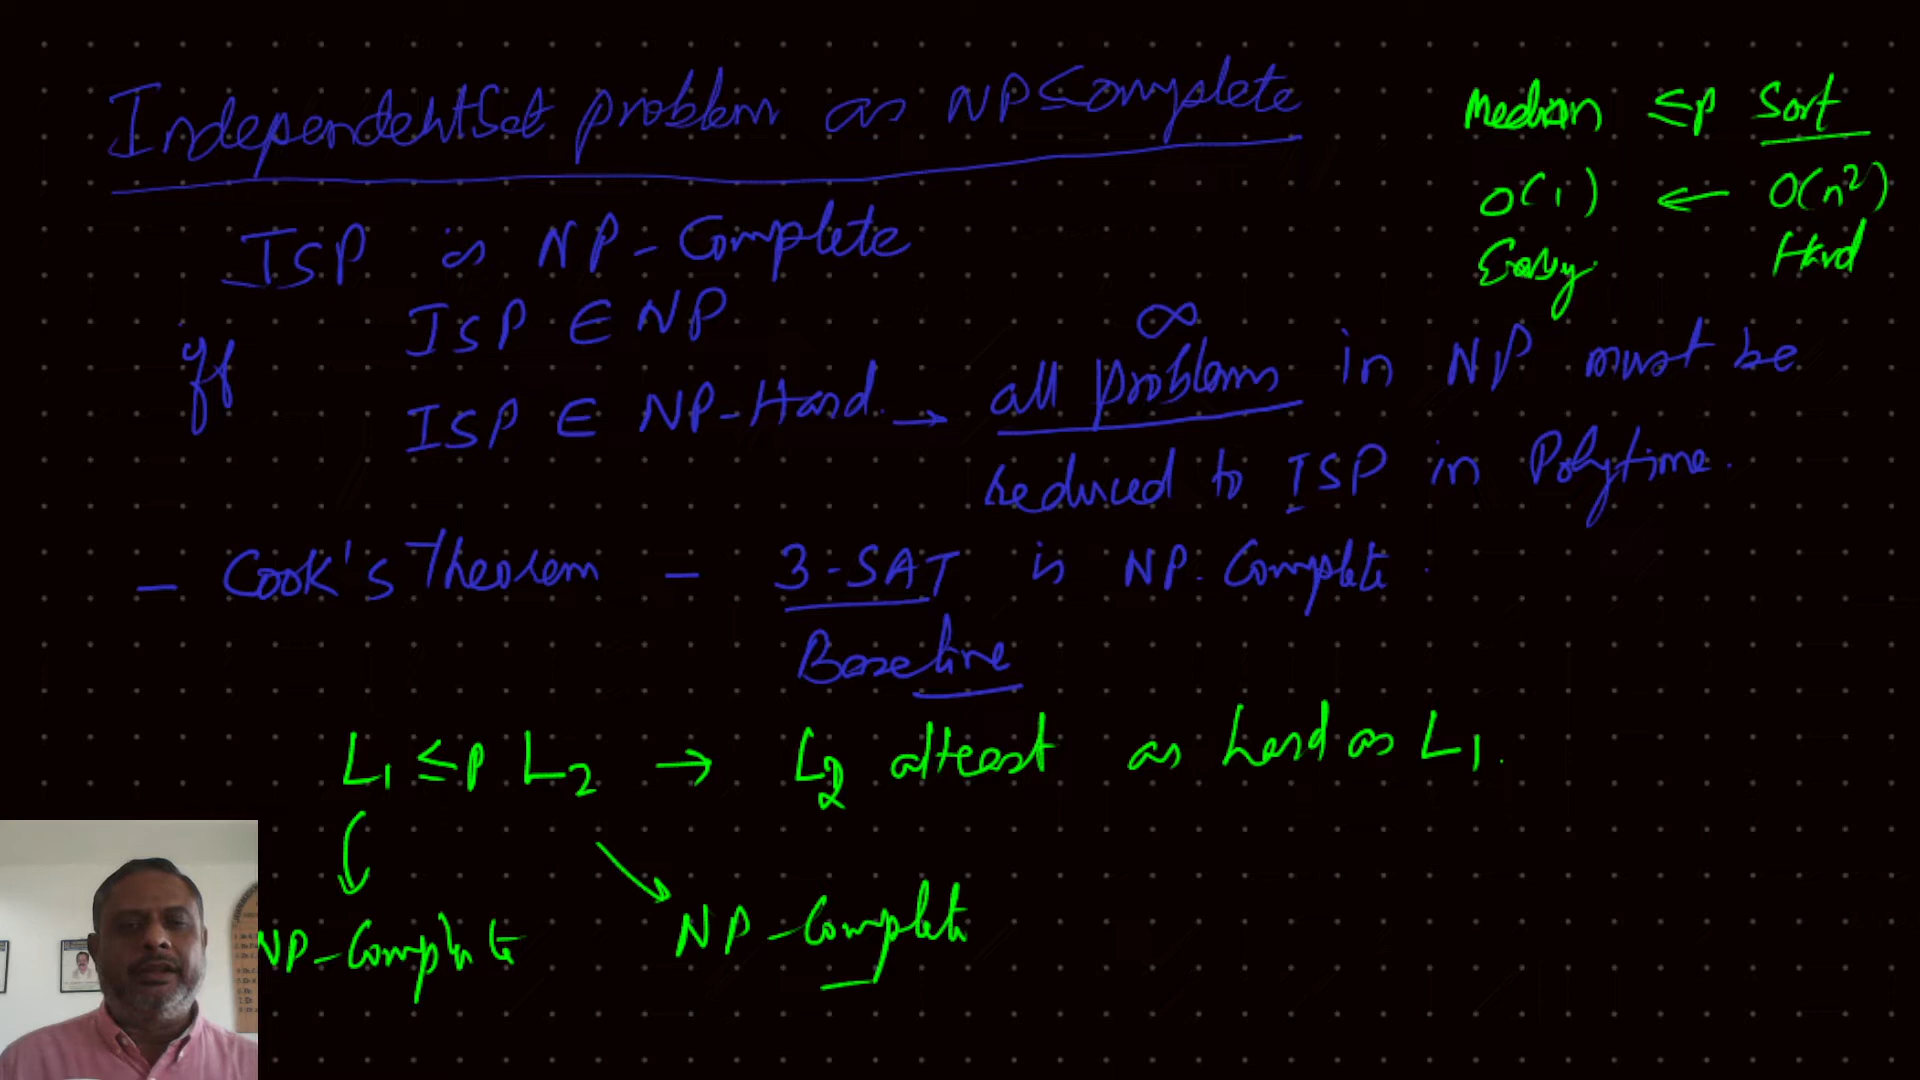 Independent Set problem as NP-Complete
ISP is NP-Complete
iff ISP ∈ NP
ISP ∈ NP-Hard. → all problems in NP must be
∞
reduced to ISP in Polytime.
- Cook's Theorem - 3-SAT is NP-Complete.
Baseline
L1 ≤p L2 → L2 atleast as hard as L1.
NP-Complete
NP-Complete
Median ≤p Sort
O(1) ← O(n²)
Easy. Hard